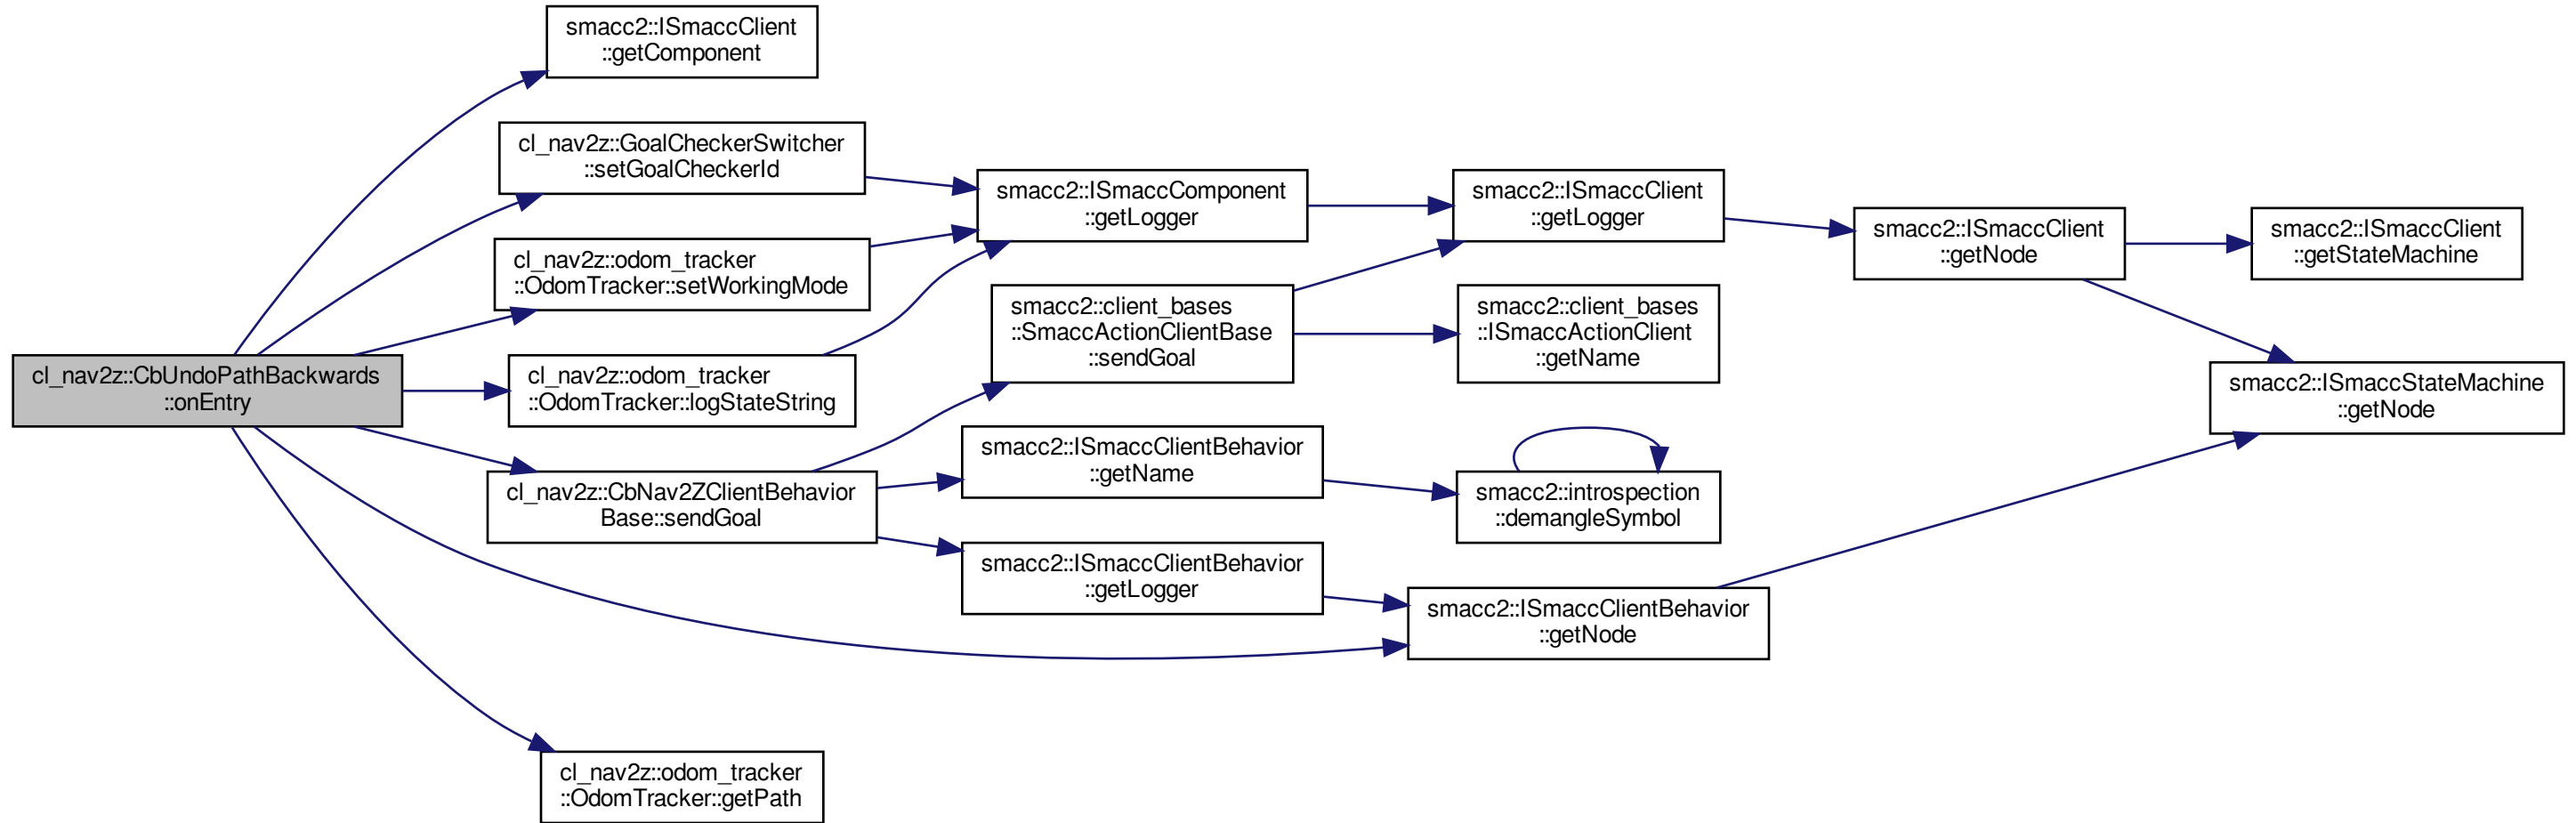 smacc2::ISmaccClient
::getComponent
cl_nav2z::GoalCheckerSwitcher
::setGoalCheckerId
cl_nav2z::odom_tracker
::OdomTracker::setWorkingMode
cl_nav2z::CbUndoPathBackwards
::onEntry
cl_nav2z::odom_tracker
::OdomTracker::logStateString
cl_nav2z::CbNav2ZClientBehavior
Base::sendGoal
cl_nav2z::odom_tracker
::OdomTracker::getPath
smacc2::ISmaccComponent
::getLogger
smacc2::client_bases
::SmaccActionClientBase
::sendGoal
smacc2::ISmaccClientBehavior
::getName
smacc2::ISmaccClientBehavior
::getLogger
smacc2::ISmaccClient
::getLogger
smacc2::client_bases
::ISmaccActionClient
::getName
smacc2::introspection
::demangleSymbol
smacc2::ISmaccClientBehavior
::getNode
smacc2::ISmaccClient
::getNode
smacc2::ISmaccClient
::getStateMachine
smacc2::ISmaccStateMachine
::getNode